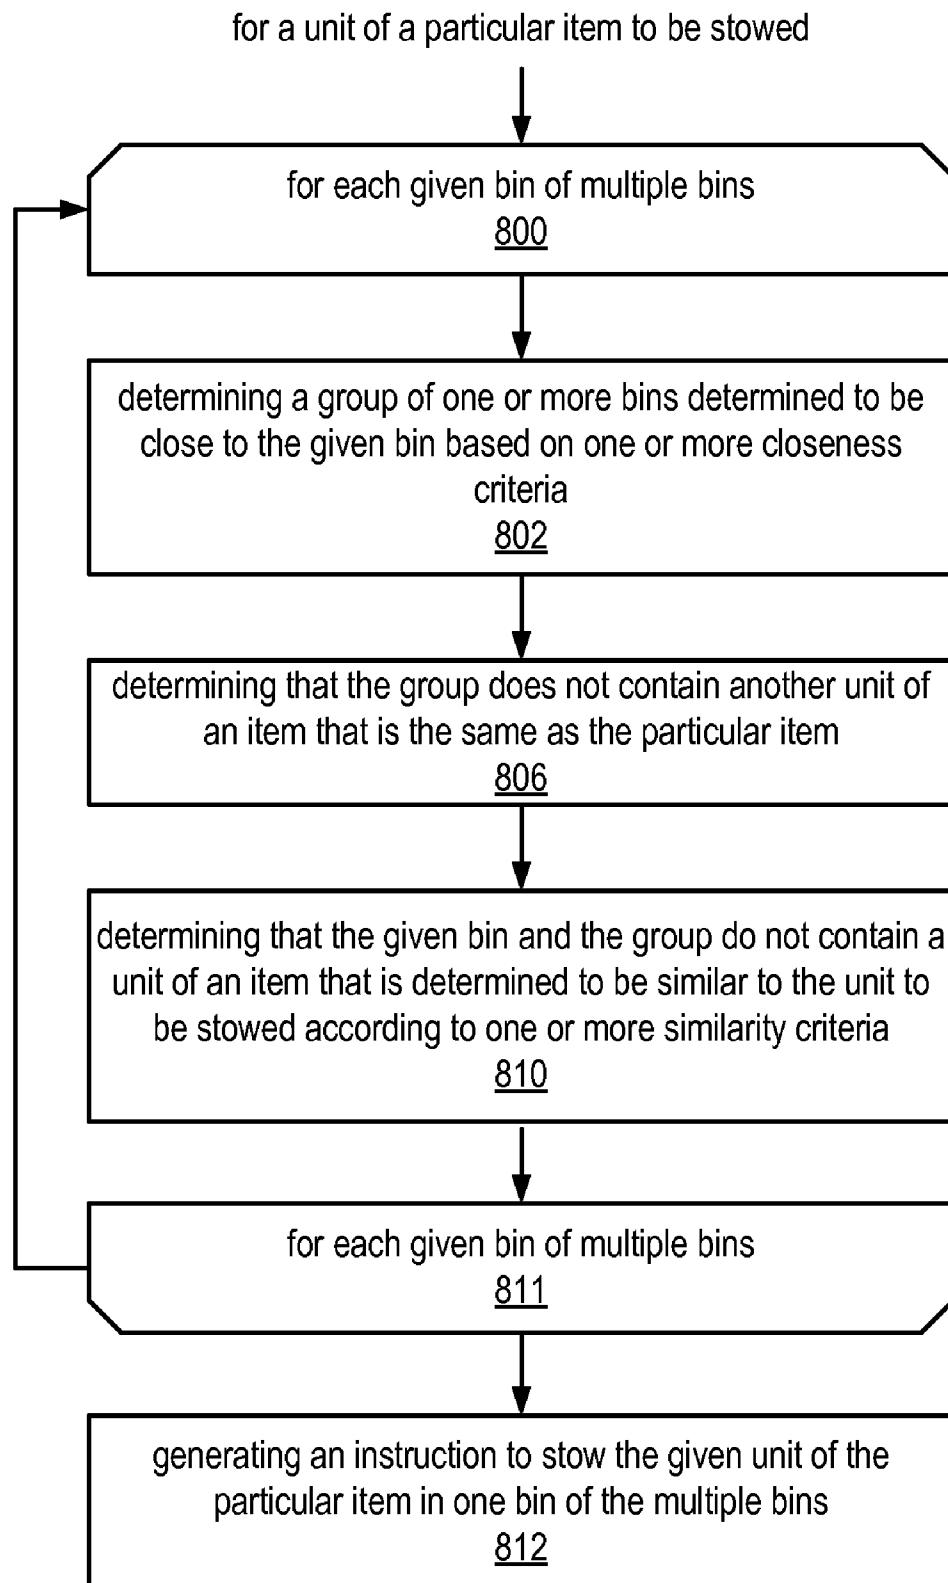 for a unit of a particular item to be stowed
for each given bin of multiple bins
800
determining a group of one or more bins determined to be
close to the given bin based on one or more closeness
criteria
802
determining that the group does not contain another unit of
an item that is the same as the particular item
806
determining that the given bin and the group do not contain a
unit of an item that is determined to be similar to the unit to
be stowed according to one or more similarity criteria
810
for each given bin of multiple bins
811
generating an instruction to stow the given unit of the
particular item in one bin of the multiple bins
812